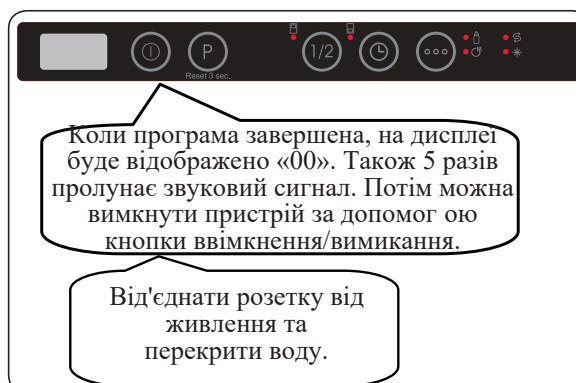 P
1/2
Reset 3 sec.
Коли програма завершена, на дисплеї
буде відображено «00». Також 5 разів
пролунає звуковий сигнал. Потім можна
вимкнути пристрій за допомог ою
кнопки ввімкнення/вимикання.
Від'єднати розетку від
живлення та
перекрити воду.